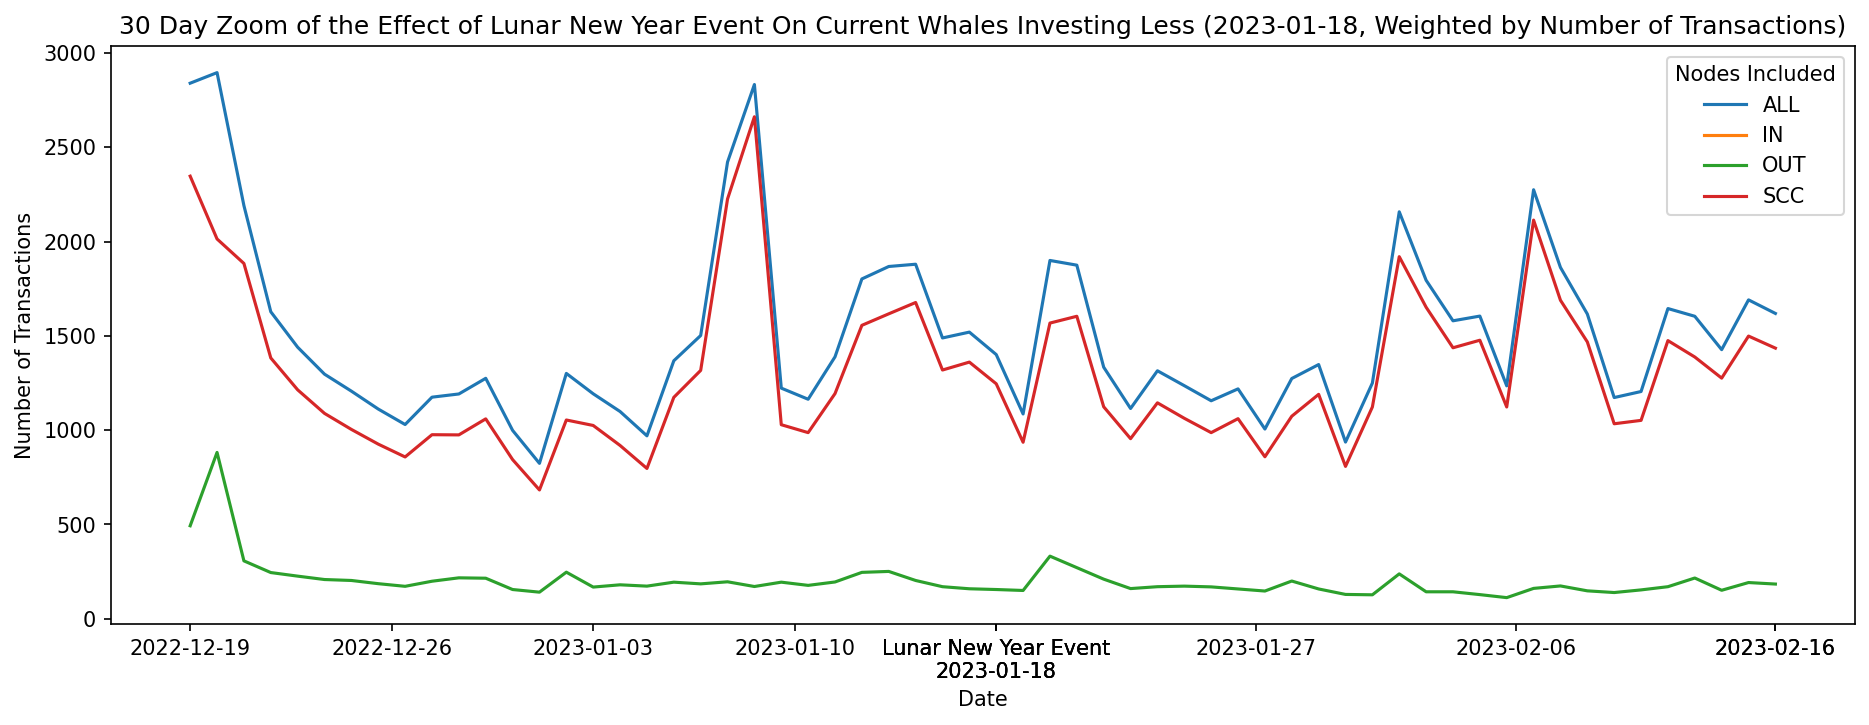 30 Day Zoom of the Effect of Lunar New Year Event On Current Whales Investing Less (2023-01-18, Weighted by Number of Transactions)
3000
2500
2000
1500
1000
500
0
Number of Transactions
Nodes Included
ALL
IN
OUT
SCC
2022-12-19
2022-12-26
2023-01-03
2023-01-10
Lunar New Year Event
2023-01-18
2023-01-27
2023-02-06
2023-02-16
Date